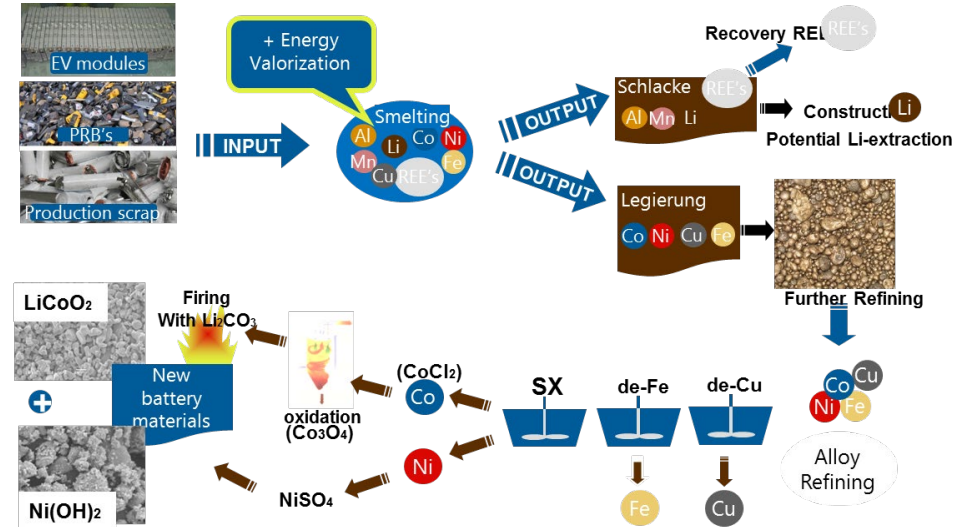 EV modules
PRB's
Production scrap
INPUT
+ Energy
Valorization
Smelting
Al
Li
Co
Ni
Mn
Cu
REE's
Fe
OUTPUT
OUTPUT
Recovery REE
REE's
Schlacke
REE's
Al
Mn
Li
Constructi
Li
Potential Li-extraction
Legierung
Co
Ni
Cu
Fe
Further Refining
Co
Cu
Ni
Fe
Alloy
Refining
de-Cu
Cu
de-Fe
Fe
SX
(CoCl2)
Co
Ni
NiSO4
oxidation
(Co3O4)
Firing
With Li2CO3
New
battery
materials
LiCoO2
+
Ni(OH)2